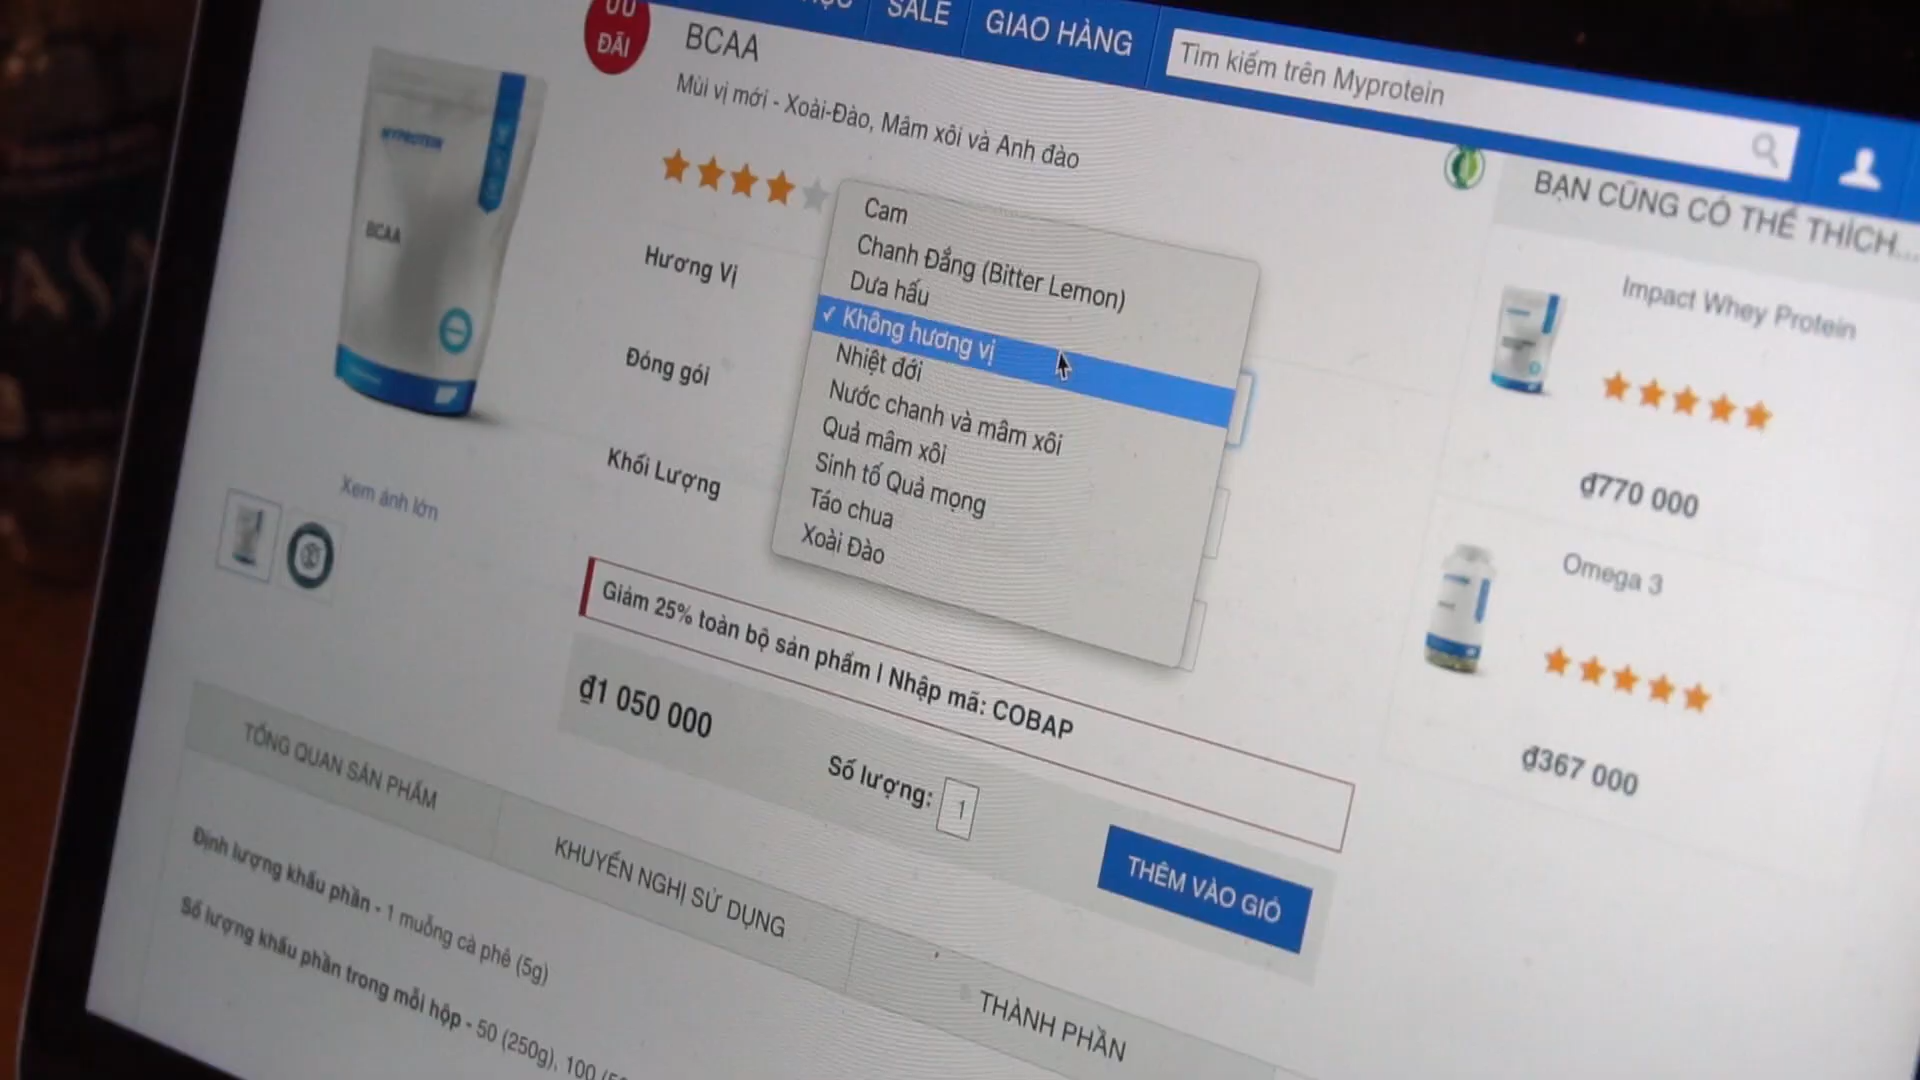 SALE
GIAO HÀNG
Tìm kiếm trên Myprotein
ĐÃI
BCAA
Mùi vị mới - Xoài-Đào, Mâm xôi và Anh đào
MYPROTEIN
BCAA
Xem ảnh lớn
Hương Vị
Đóng gói
Khối Lượng
Cam
Chanh Đắng (Bitter Lemon)
Dưa hấu
✓ Không hương vị
Nhiệt đới
Nước chanh và mâm xôi
Quả mâm xôi
Sinh tố Quả mọng
Táo chua
Xoài Đào
Giảm 25% toàn bộ sản phẩm I Nhập mã: COBAP
₫1 050 000
Số lượng: 1
THÊM VÀO GIỎ
BẠN CŨNG CÓ THỂ THÍCH...
Impact Whey Protein
₫770 000
Omega 3
₫367 000
TỔNG QUAN SẢN PHẨM
KHUYẾN NGHỊ SỬ DỤNG
THÀNH PHẦN
Định lượng khẩu phần - 1 muỗng cà phê (5g)
Số lượng khẩu phần trong mỗi hộp - 50 (250g), 100